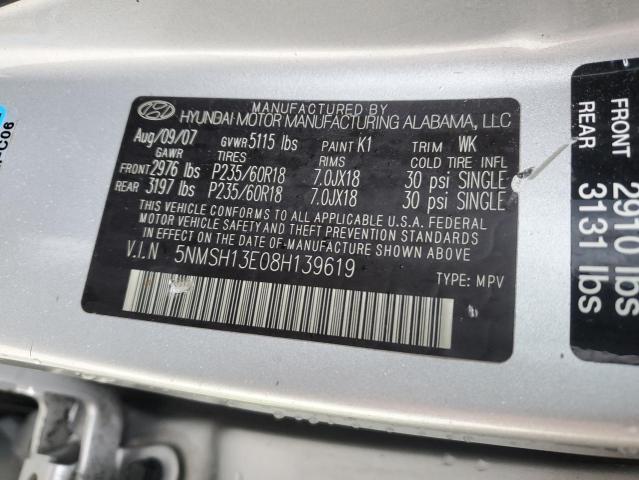 MANUFACTURED BY
HYUNDAI MOTOR MANUFACTURING ALABAMA, LLC
Aug/09/07 GVWR 5115 lbs PAINT K1 TRIM WK
GAWR TIRES RIMS COLD TIRE INFL
FRONT 2976 lbs P235/60R18 7.0JX18 30 psi SINGLE
REAR 3197 lbs P235/60R18 7.0JX18 30 psi SINGLE
THIS VEHICLE CONFORMS TO ALL APPLICABLE U.S.A. FEDERAL
MOTOR VEHICLE SAFETY AND THEFT PREVENTION STANDARDS
IN EFFECT ON THE DATE OF MANUFACTURE SHOWN ABOVE
V.I.N 5NMSH13E08H139619
TYPE: MPV
2910 lbs
REAR 3131 lbs